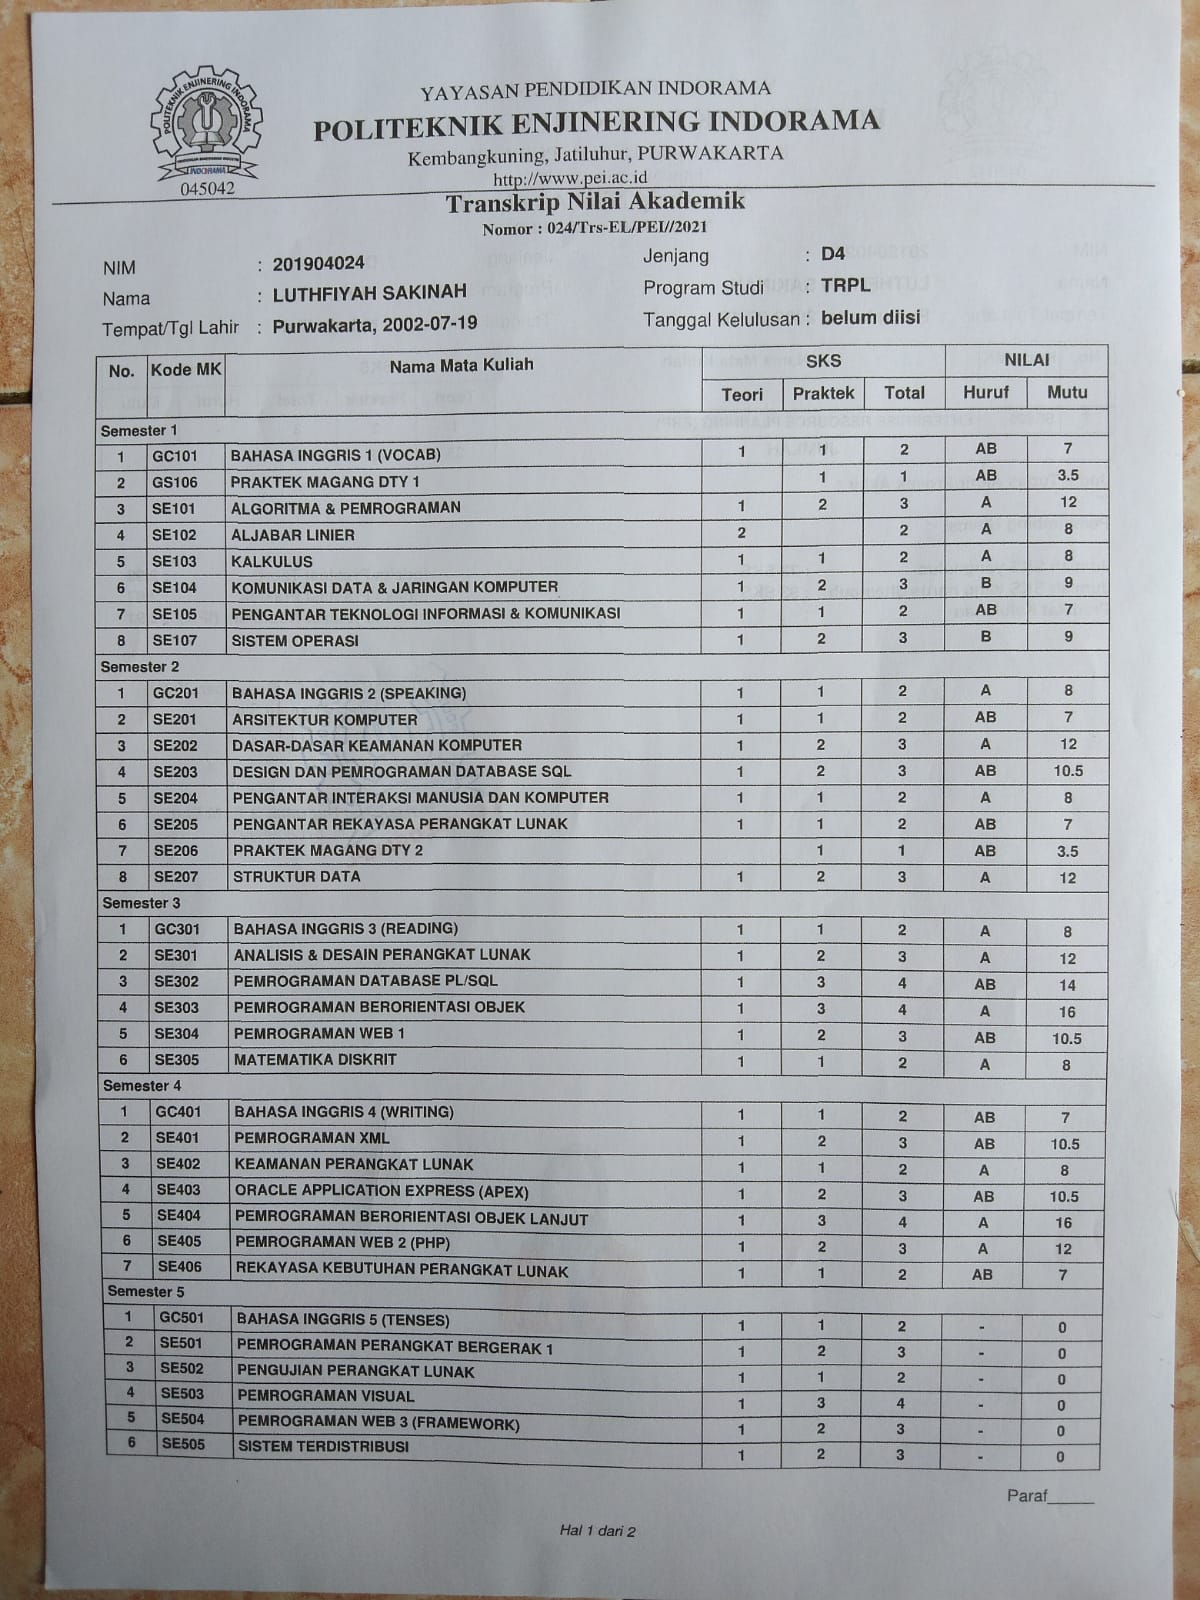 YAYASAN PENDIDIKAN INDORAMA
POLITEKNIK ENJINERING INDORAMA
Kembangkuning, Jatiluhur, PURWAKARTA
http://www.pei.ac.id
POLITEKNIK ENJINERING INDORAMA
INDORAMA
045042
Transkrip Nilai Akademik
Nomor : 024/Trs-EL/PEI//2021
NIM : 201904024 Jenjang : D4
Nama : LUTHFIYAH SAKINAH Program Studi : TRPL
Tempat/Tgl Lahir : Purwakarta, 2002-07-19 Tanggal Kelulusan : belum diisi
No. Kode MK Nama Mata Kuliah SKS NILAI
Teori Praktek Total Huruf Mutu
Semester 1
1 GC101 BAHASA INGGRIS 1 (VOCAB) 1 1 2 AB 7
2 GS106 PRAKTEK MAGANG DTY 1 1 1 AB 3.5
3 SE101 ALGORITMA & PEMROGRAMAN 1 2 3 A 12
4 SE102 ALJABAR LINIER 2 2 A 8
5 SE103 KALKULUS 1 1 2 A 8
6 SE104 KOMUNIKASI DATA & JARINGAN KOMPUTER 1 2 3 B 9
7 SE105 PENGANTAR TEKNOLOGI INFORMASI & KOMUNIKASI 1 1 2 AB 7
8 SE107 SISTEM OPERASI 1 2 3 B 9
Semester 2
1 GC201 BAHASA INGGRIS 2 (SPEAKING) 1 1 2 A 8
2 SE201 ARSITEKTUR KOMPUTER 1 1 2 AB 7
3 SE202 DASAR-DASAR KEAMANAN KOMPUTER 1 2 3 A 12
4 SE203 DESIGN DAN PEMROGRAMAN DATABASE SQL 1 2 3 AB 10.5
5 SE204 PENGANTAR INTERAKSI MANUSIA DAN KOMPUTER 1 1 2 A 8
6 SE205 PENGANTAR REKAYASA PERANGKAT LUNAK 1 1 2 AB 7
7 SE206 PRAKTEK MAGANG DTY 2 1 1 AB 3.5
8 SE207 STRUKTUR DATA 1 2 3 A 12
Semester 3
1 GC301 BAHASA INGGRIS 3 (READING) 1 1 2 A 8
2 SE301 ANALISIS & DESAIN PERANGKAT LUNAK 1 2 3 A 12
3 SE302 PEMROGRAMAN DATABASE PL/SQL 1 3 4 AB 14
4 SE303 PEMROGRAMAN BERORIENTASI OBJEK 1 3 4 A 16
5 SE304 PEMROGRAMAN WEB 1 1 2 3 AB 10.5
6 SE305 MATEMATIKA DISKRIT 1 1 2 A 8
Semester 4
1 GC401 BAHASA INGGRIS 4 (WRITING) 1 1 2 AB 7
2 SE401 PEMROGRAMAN XML 1 2 3 AB 10.5
3 SE402 KEAMANAN PERANGKAT LUNAK 1 1 2 A 8
4 SE403 ORACLE APPLICATION EXPRESS (APEX) 1 2 3 AB 10.5
5 SE404 PEMROGRAMAN BERORIENTASI OBJEK LANJUT 1 3 4 A 16
6 SE405 PEMROGRAMAN WEB 2 (PHP) 1 2 3 A 12
7 SE406 REKAYASA KEBUTUHAN PERANGKAT LUNAK 1 1 2 AB 7
Semester 5
1 GC501 BAHASA INGGRIS 5 (TENSES) 1 1 2 - 0
2 SE501 PEMROGRAMAN PERANGKAT BERGERAK 1 1 2 3 - 0
3 SE502 PENGUJIAN PERANGKAT LUNAK 1 1 2 - 0
4 SE503 PEMROGRAMAN VISUAL 1 3 4 - 0
5 SE504 PEMROGRAMAN WEB 3 (FRAMEWORK) 1 2 3 - 0
6 SE505 SISTEM TERDISTRIBUSI 1 2 3 - 0
Paraf_____
Hal 1 dari 2